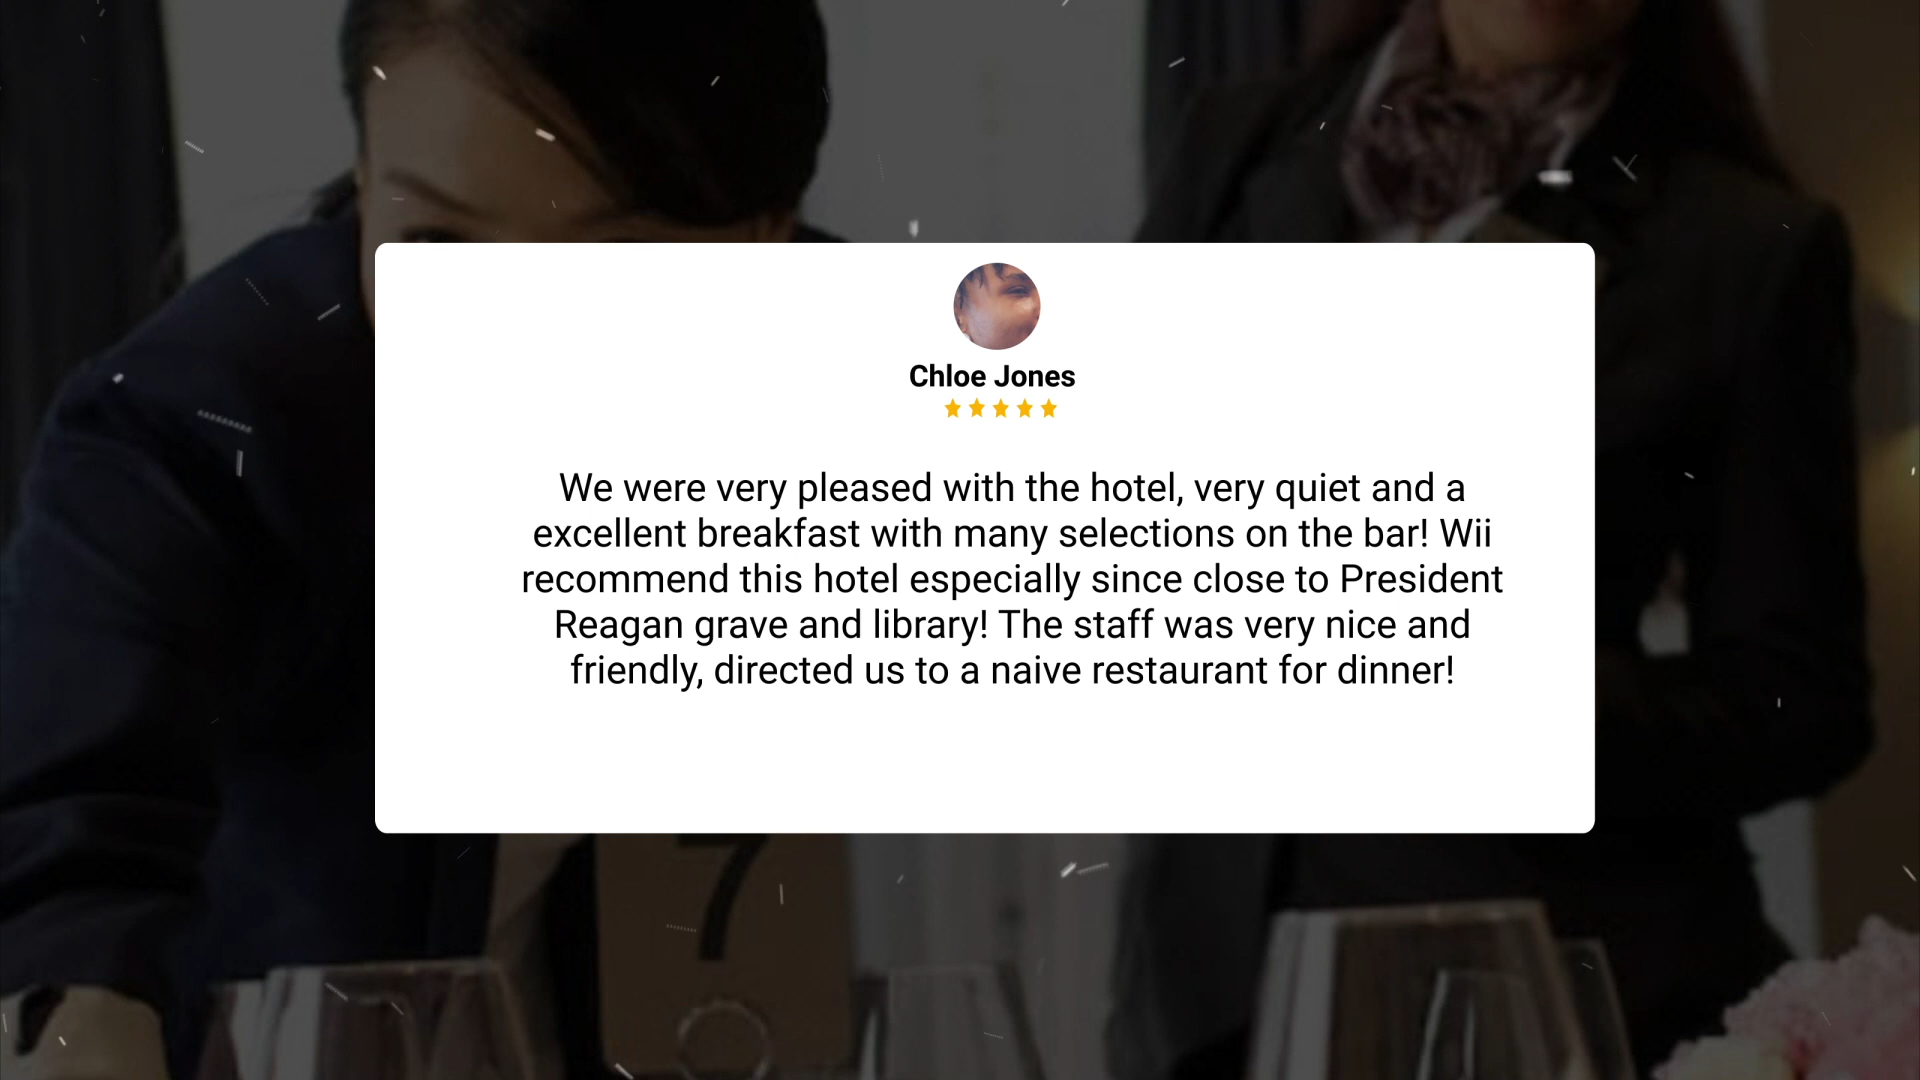 Chloe Jones
We were very pleased with the hotel, very quiet and a
excellent breakfast with many selections on the bar! Wii
recommend this hotel especially since close to President
Reagan grave and library! The staff was very nice and
friendly, directed us to a naive restaurant for dinner!
7